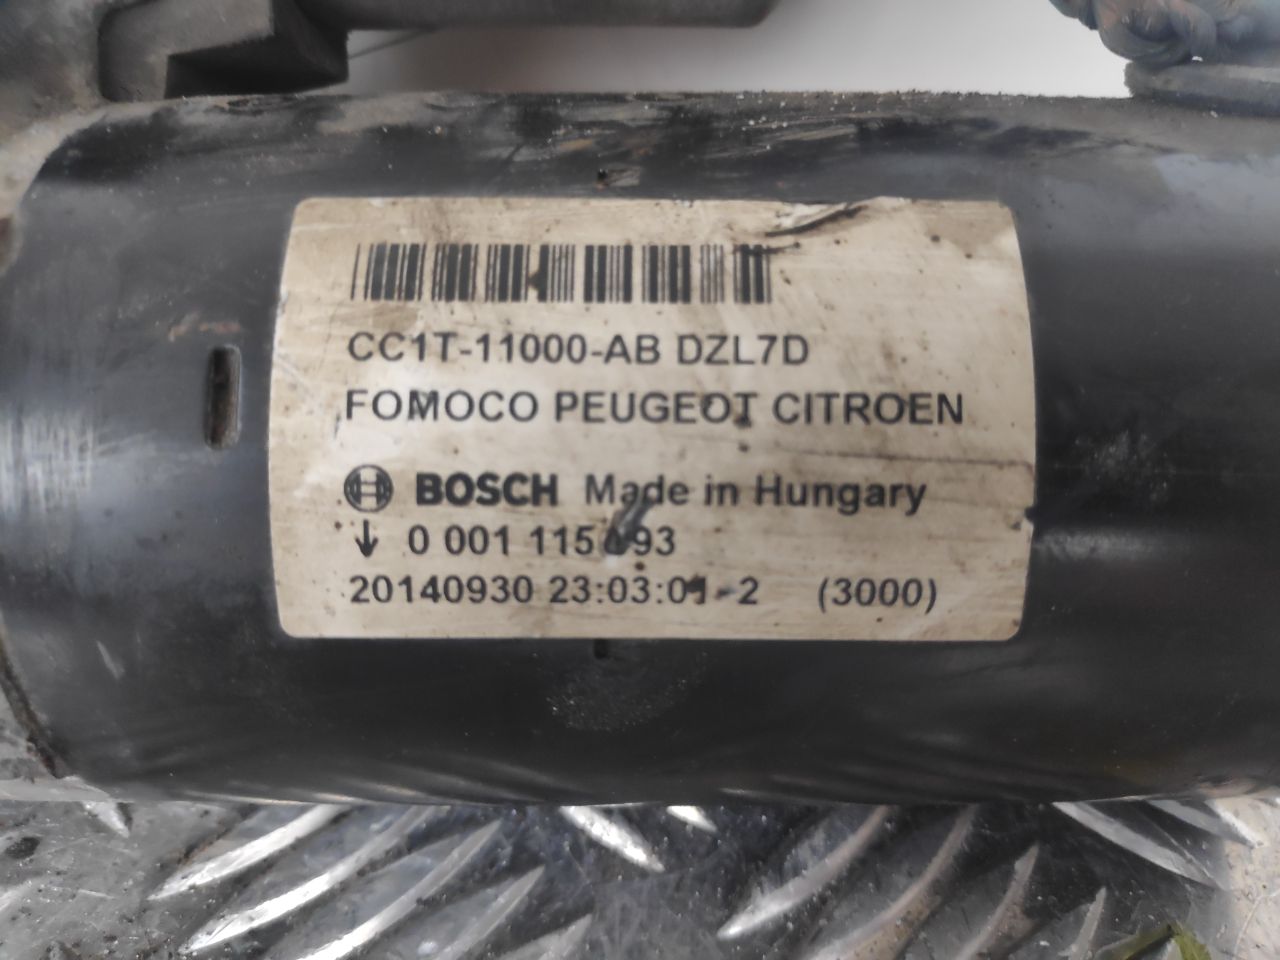 CC1T-11000-AB DZL7D
FOMOCO PEUGEOT CITROEN
BOSCH Made in Hungary
0 001 115
20140930 23:03:01-2 (3000)